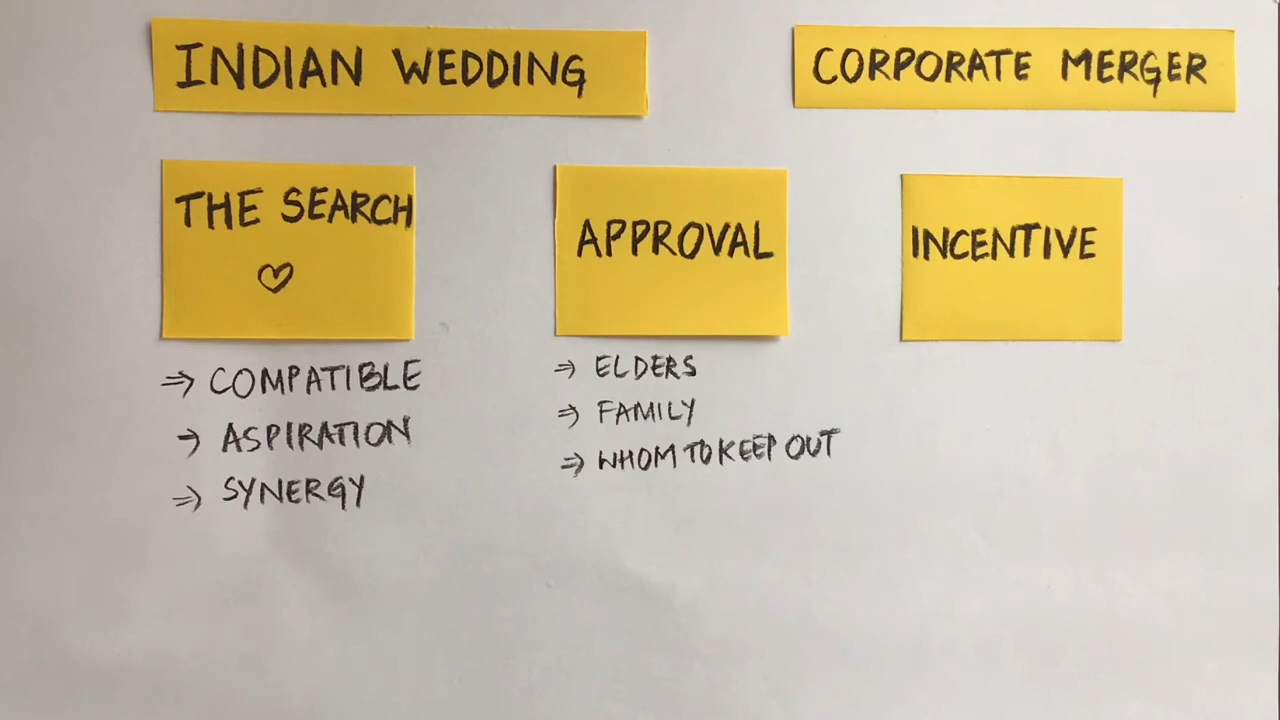 INDIAN WEDDING
CORPORATE MERGER
THE SEARCH
♡
⇒ COMPATIBLE
→ ASPIRATION
⇒ SYNERGY
APPROVAL
⇒ ELDERS
⇒ FAMILY
⇒ WHOM TO KEEP OUT
INCENTIVE